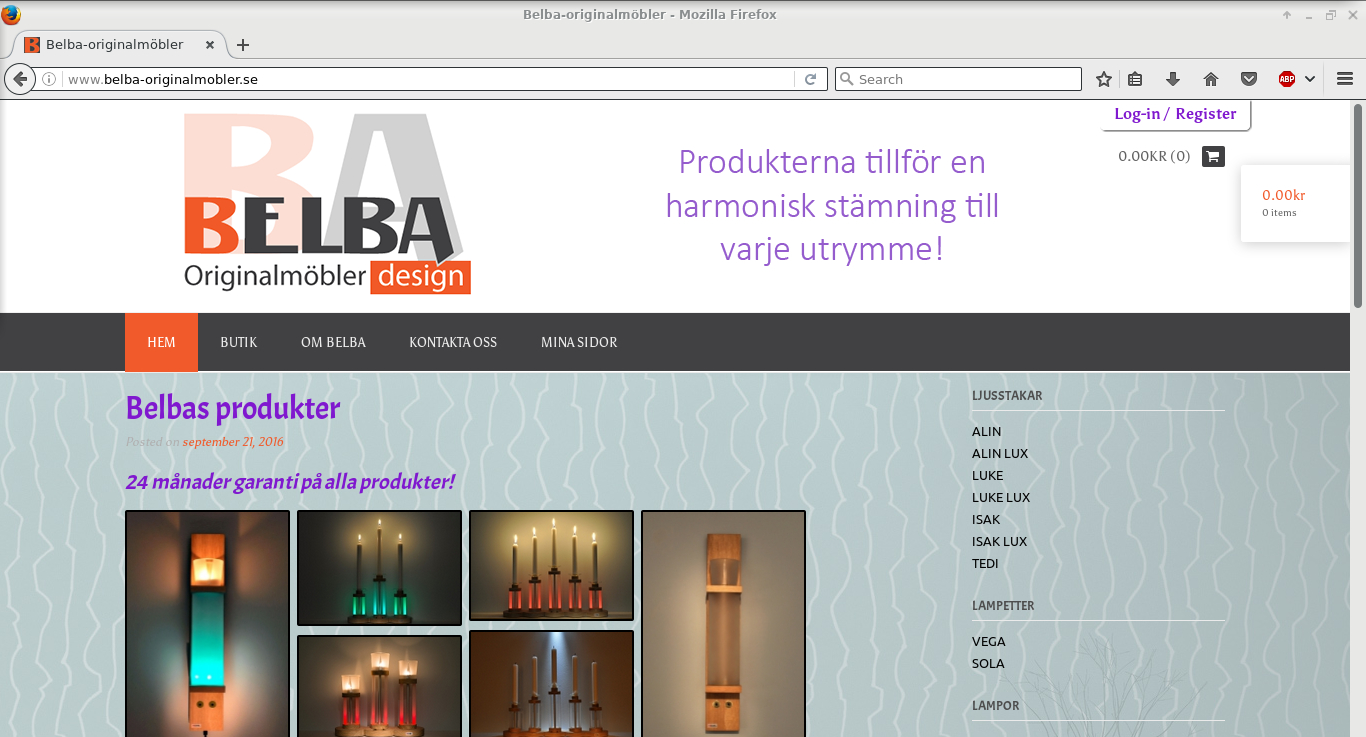 Belba-originalmöbler - Mozilla Firefox
Belba-originalmöbler
www.belba-originalmobler.se
Search
ABP
Log-in / Register
0.00KR (0)
0.00kr
0 items
BA
BELBA
Originalmöbler design
Produkterna tillför en
harmonisk stämning till
varje utrymme!
HEM BUTIK OM BELBA KONTAKTA OSS MINA SIDOR
Belbas produkter
Posted on september 21, 2016
24 månader garanti på alla produkter!
LJUSSTAKAR
ALIN
ALIN LUX
LUKE
LUKE LUX
ISAK
ISAK LUX
TEDI
LAMPETTER
VEGA
SOLA
LAMPOR